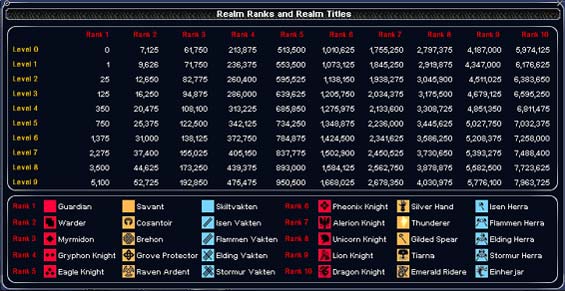 Realm Ranks and Realm Titles
Rank 1 Rank 2 Rank 3 Rank 4 Rank 5 Rank 6 Rank 7 Rank 8 Rank 9 Rank 10
Level 0 0 7,125 61,750 213,875 513,500 1,010,625 1,755,250 2,797,375 4,187,000 5,974,125
Level 1 1 9,626 71,750 236,375 553,500 1,073,125 1,845,250 2,919,875 4,347,000 6,176,625
Level 2 25 12,650 82,775 260,400 595,525 1,138,150 1,938,275 3,045,900 4,511,025 6,383,650
Level 3 125 16,250 94,875 286,000 639,625 1,205,750 2,034,375 3,175,500 4,679,125 6,595,250
Level 4 350 20,475 108,100 313,225 685,850 1,275,975 2,133,600 3,308,725 4,851,350 6,811,475
Level 5 750 25,375 122,500 342,125 734,250 1,348,875 2,236,000 3,445,625 5,027,750 7,032,375
Level 6 1,375 31,000 138,125 372,750 784,875 1,424,500 2,341,625 3,586,250 5,208,375 7,258,000
Level 7 2,275 37,400 155,025 405,150 837,775 1,502,900 2,450,525 3,730,650 5,393,275 7,488,400
Level 8 3,500 44,625 173,250 439,375 893,000 1,584,125 2,562,750 3,878,875 5,582,500 7,723,625
Level 9 5,100 52,725 192,850 475,475 950,500 1,668,025 2,678,350 4,030,975 5,776,100 7,963,725
Rank 1 Guardian Savant Skiltvakten Rank 6 Pheonix Knight Silver Hand Isen Herra
Rank 2 Warder Cosantoir Isen Vakten Rank 7 Alerion Knight Thunderer Flammen Herra
Rank 3 Myrmidon Brehon Flammen Vakten Rank 8 Unicorn Knight Gilded Spear Elding Herra
Rank 4 Gryphon Knight Grove Protector Elding Vakten Rank 9 Lion Knight Tiarna Stormur Herra
Rank 5 Eagle Knight Raven Ardent Stormur Vakten Rank 10 Dragon Knight Emerald Ridere Einherjar